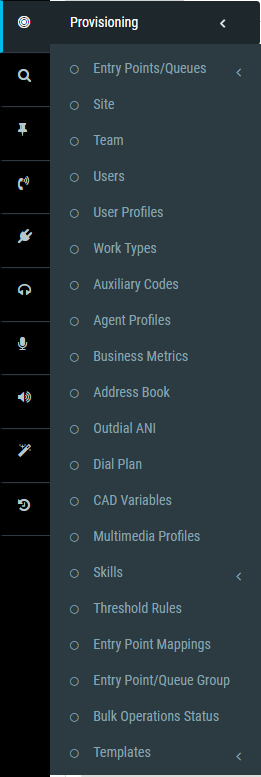 Provisioning
Entry Points/Queues
Site
Team
Users
User Profiles
Work Types
Auxiliary Codes
Agent Profiles
Business Metrics
Address Book
Outdial ANI
Dial Plan
CAD Variables
Multimedia Profiles
Skills
Threshold Rules
Entry Point Mappings
Entry Point/Queue Group
Bulk Operations Status
Templates